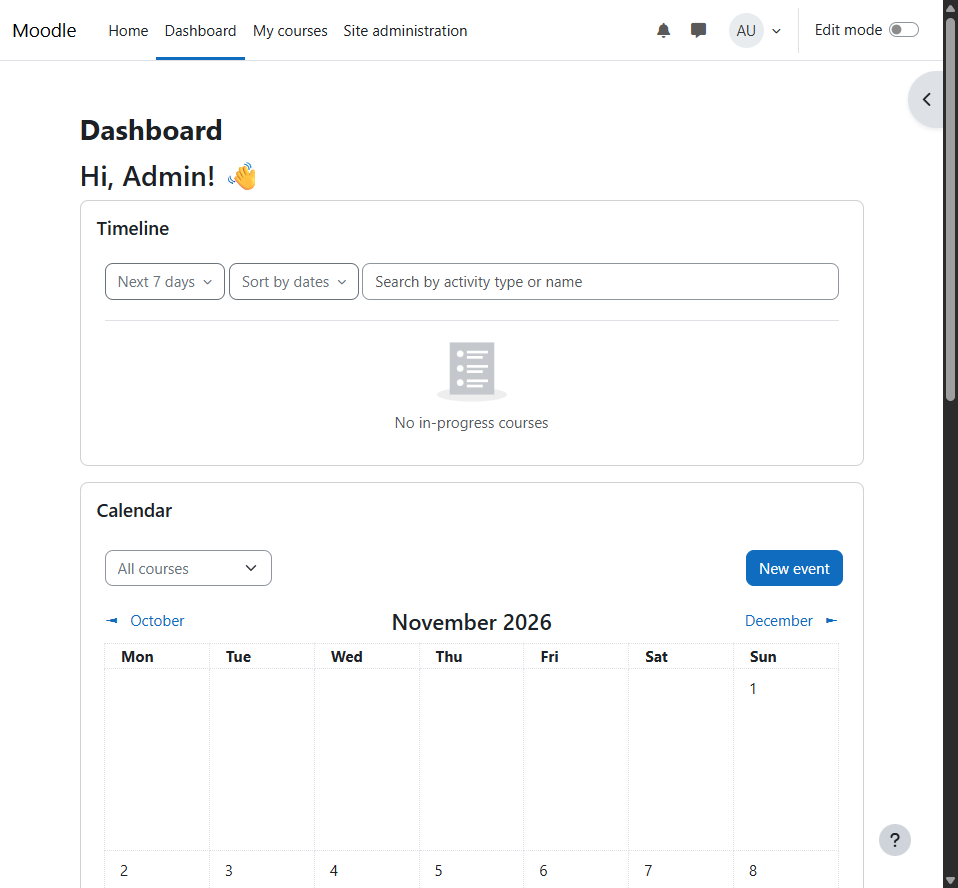 Moodle Home Dashboard My courses Site administration AU Edit mode
Dashboard
Hi, Admin! 👋
Timeline
Next 7 days Sort by dates Search by activity type or name
No in-progress courses
Calendar
All courses New event
◄ October November 2026 December ►
Mon Tue Wed Thu Fri Sat Sun
1
?
2 3 4 5 6 7 8